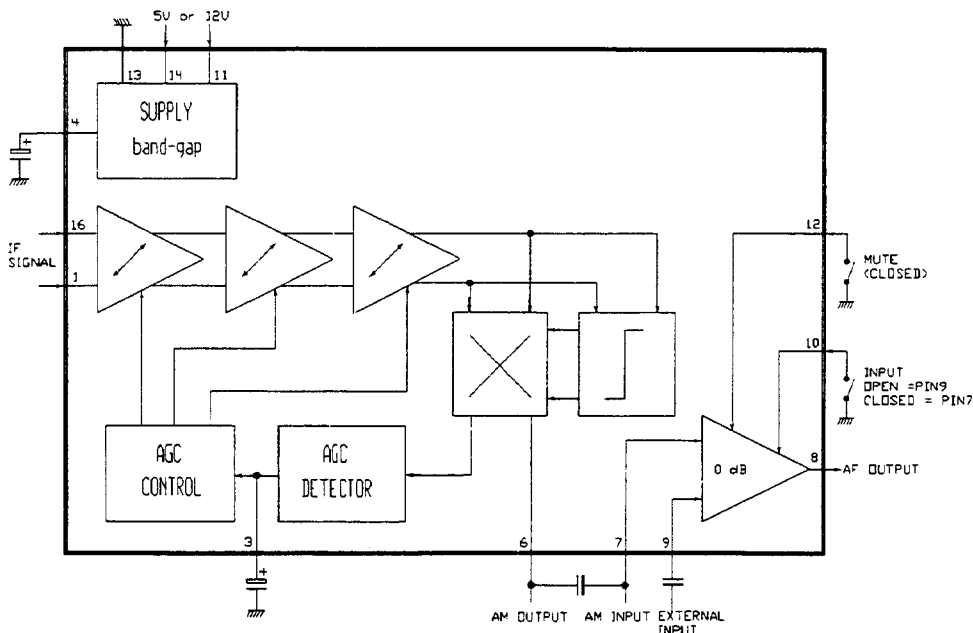 5V or 12V
13
14
11
SUPPLY
band-gap
4
16
IF
SIGNAL
1
12
MUTE
(CLOSED)
10
INPUT
OPEN =PIN9
CLOSED = PIN7
AGC
CONTROL
AGC
DETECTOR
0 dB
8
AF OUTPUT
3
6
7
9
+
+
AM OUTPUT
AM INPUT
EXTERNAL
INPUT